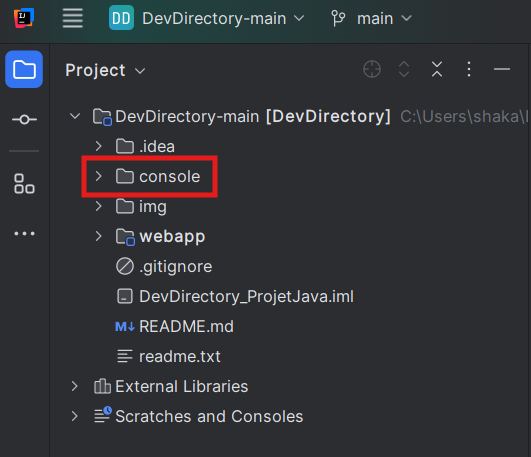 IJ DD DevDirectory-main main
Project
DevDirectory-main [DevDirectory] C:\Users\shaka\
.idea
console
img
webapp
.gitignore
DevDirectory_ProjetJava.iml
M↓ README.md
readme.txt
External Libraries
Scratches and Consoles